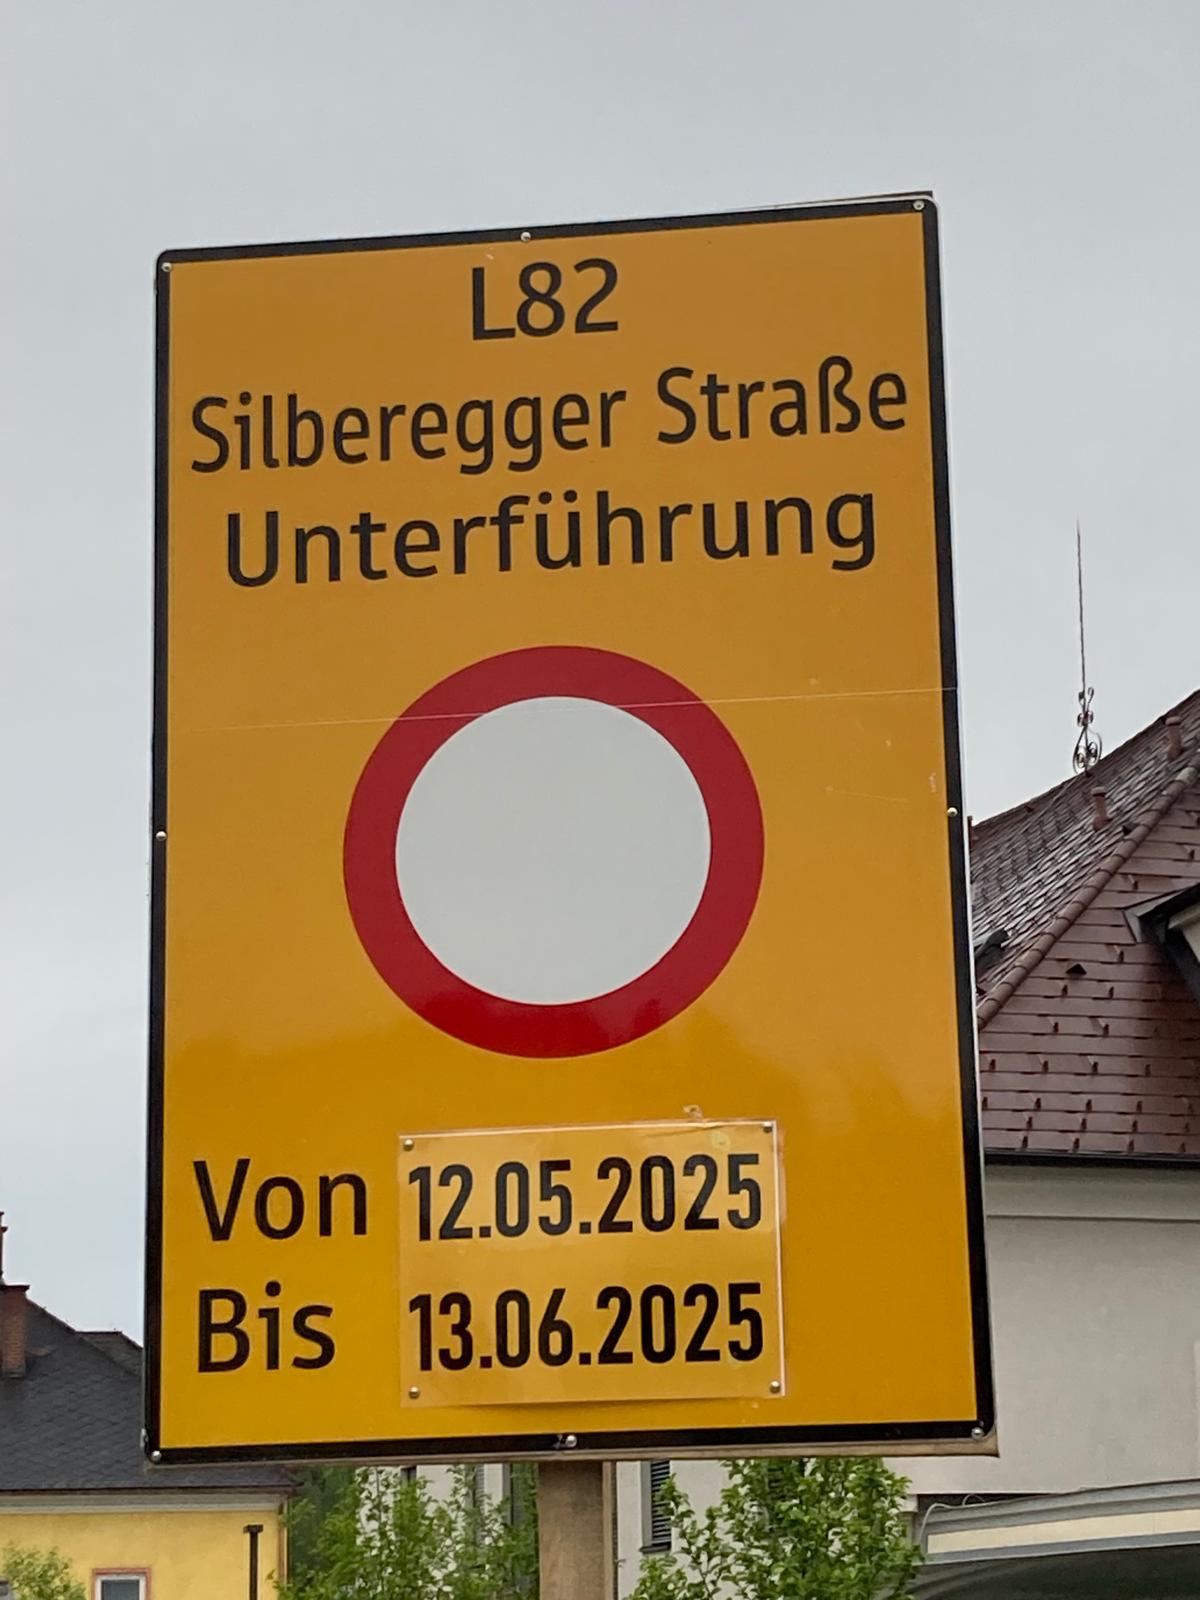 L82
Silberegger Straße
Unterführung
Von 12.05.2025
Bis 13.06.2025